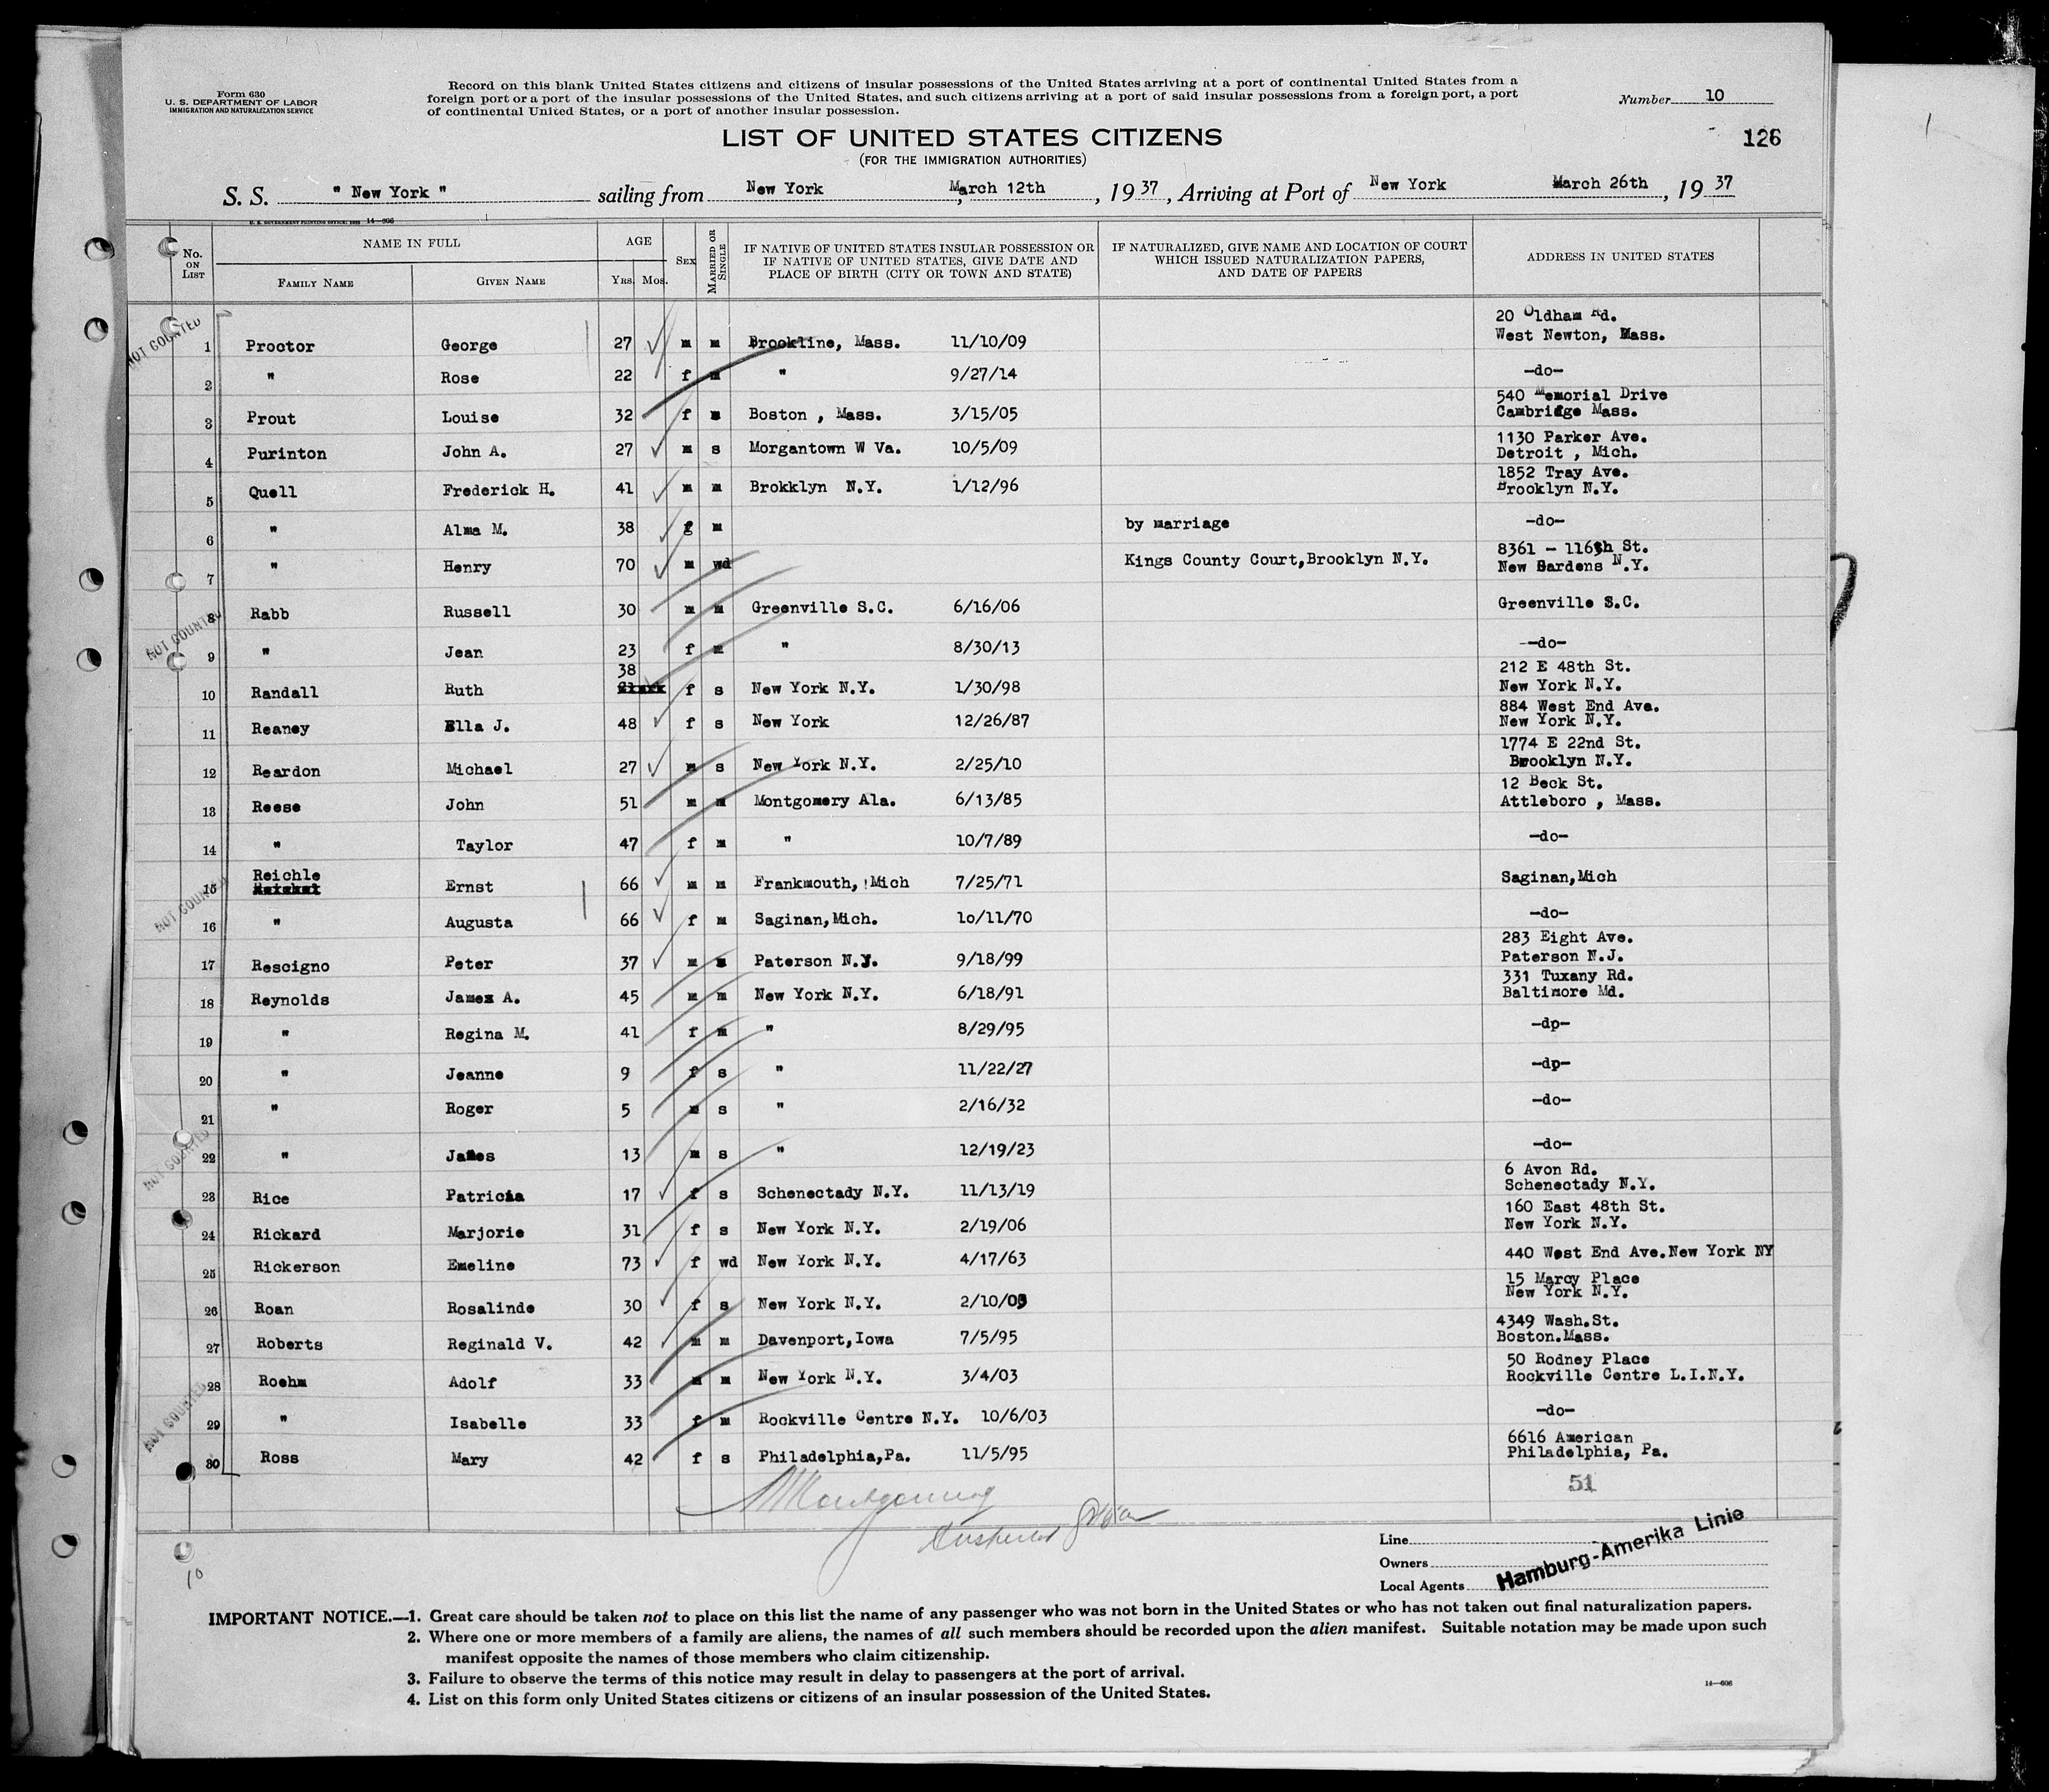 Form 630
U. S. DEPARTMENT OF LABOR
IMMIGRATION AND NATURALIZATION SERVICE
Record on this blank United States citizens and citizens of insular possessions of the United States arriving at a port of continental United States from a
foreign port or a port of the insular possessions of the United States, and such citizens arriving at a port of said insular possessions from a foreign port, a port
of continental United States, or a port of another insular possession.
Number 10
LIST OF UNITED STATES CITIZENS
126
(FOR THE IMMIGRATION AUTHORITIES)
S. S. " New York " sailing from New York March 12th, 1937, Arriving at Port of New York March 26th, 1937
U. S. GOVERNMENT PRINTING OFFICE: 14—606
No. ON LIST NAME IN FULL AGE SEX MARRIED OR SINGLE IF NATIVE OF UNITED STATES INSULAR POSSESSION OR IF NATIVE OF UNITED STATES, GIVE DATE AND PLACE OF BIRTH (CITY OR TOWN AND STATE) IF NATURALIZED, GIVE NAME AND LOCATION OF COURT WHICH ISSUED NATURALIZATION PAPERS, AND DATE OF PAPERS ADDRESS IN UNITED STATES
FAMILY NAME GIVEN NAME YRS. MOS.
NOT COUNTED
1 Proctor George 27 m m Brookline, Mass. 11/10/09 20 Oldham Rd. West Newton, Mass.
2 " Rose 22 f m " 9/27/14 -do-
3 Prout Louise 32 f Boston , Mass. 3/15/05 540 Memorial Drive Cambridge Mass.
4 Purinton John A. 27 m s Morgantown W Va. 10/5/09 1130 Parker Ave. Detroit , Mich.
5 Quell Frederick H. 41 m m Brokklyn N.Y. 1/12/96 1852 Tray Ave. Brooklyn N.Y.
6 " Alma M. 38 f m by marriage -do-
7 " Henry 70 m wd Kings County Court,Brooklyn N.Y. 8361 - 116th St. New Gardens N.Y.
8 Rabb Russell 30 m m Greenville S.C. 6/16/06 Greenville S.C.
NOT COUNTED
9 " Jean 23 f m " 8/30/13 -do-
10 Randall Ruth 38 f s New York N.Y. 1/30/98 212 E 48th St. New York N.Y.
11 Reaney Ella J. 48 f s New York 12/26/87 884 West End Ave. New York N.Y.
12 Reardon Michael 27 m s New York N.Y. 2/25/10 1774 E 22nd St. Brooklyn N.Y.
13 Reese John 51 m m Montgomery Ala. 6/13/85 12 Beck St. Attleboro , Mass.
14 " Taylor 47 f m " 10/7/89 -do-
15 Reichle Ernst 66 m m Frankmouth, Mich 7/25/71 Saginan,Mich
NOT COUNTED
16 " Augusta 66 f m Saginan,Mich. 10/11/70 -do-
17 Rescigno Peter 37 m Paterson N.J. 9/18/99 283 Eight Ave. Paterson N.J.
18 Reynolds James A. 45 m m New York N.Y. 6/18/91 331 Tuxany Rd. Baltimore Md.
19 " Regina M. 41 f m " 8/29/95 -dp-
20 " Jeanne 9 f s " 11/22/27 -dp-
21 " Roger 5 m s " 2/16/32 -do-
NOT COUNTED
22 " James 13 m s " 12/19/23 -do-
23 Rice Patricia 17 f s Schenectady N.Y. 11/13/19 6 Avon Rd. Schenectady N.Y.
24 Rickard Marjorie 31 f s New York N.Y. 2/19/06 160 East 48th St. New York N.Y.
25 Rickerson Emeline 73 f wd New York N.Y. 4/17/63 440 West End Ave.New York NY
26 Roan Rosalinde 30 f s New York N.Y. 15 Marcy Place New York N.Y.
27 Roberts Reginald V. 42 m m Davenport,Iowa 7/5/95 4349 Wash.St. Boston.Mass.
28 Roehm Adolf 33 m m New York N.Y. 3/4/03 50 Rodney Place Rockville Centre L.I.N.Y.
NOT COUNTED
29 " Isabelle 33 f m Rockville Centre N.Y. 10/6/03 -do-
30 Ross Mary 42 f s Philadelphia,Pa. 11/5/95 6616 American Philadelphia, Pa.
51
Montgomery
Line
Owners
Local Agents
Hamburg-Amerika Linie
10
IMPORTANT NOTICE.—1. Great care should be taken not to place on this list the name of any passenger who was not born in the United States or who has not taken out final naturalization papers.
2. Where one or more members of a family are aliens, the names of all such members should be recorded upon the alien manifest. Suitable notation may be made upon such
manifest opposite the names of those members who claim citizenship.
3. Failure to observe the terms of this notice may result in delay to passengers at the port of arrival.
4. List on this form only United States citizens or citizens of an insular possession of the United States.
14—606